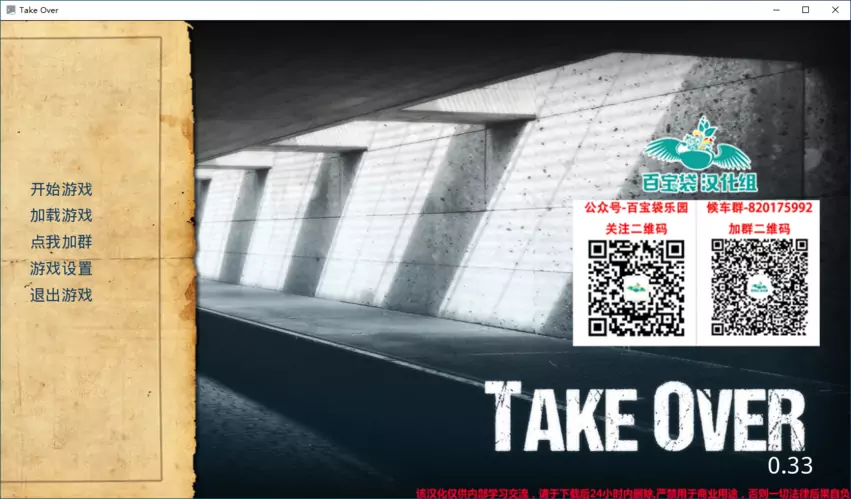 Take Over
开始游戏
加载游戏
点我加群
游戏设置
退出游戏
百宝袋汉化组
公众号-百宝袋乐园
关注二维码
候车群-820175992
加群二维码
TAKE OVER
0.33
该汉化仅供内部学习交流，请于下载后24小时内删除,严禁用于商业用途，否则一切法律后果自负